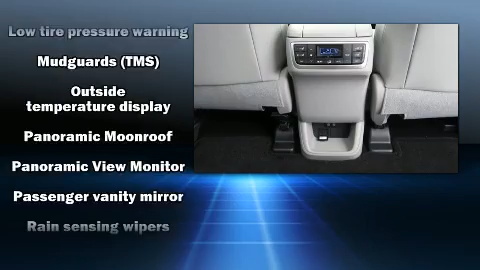 Low tire pressure warning
Mudguards (TMS)
Outside
temperature display
Panoramic Moonroof
Panoramic View Monitor
Passenger vanity mirror
Rain sensing wipers